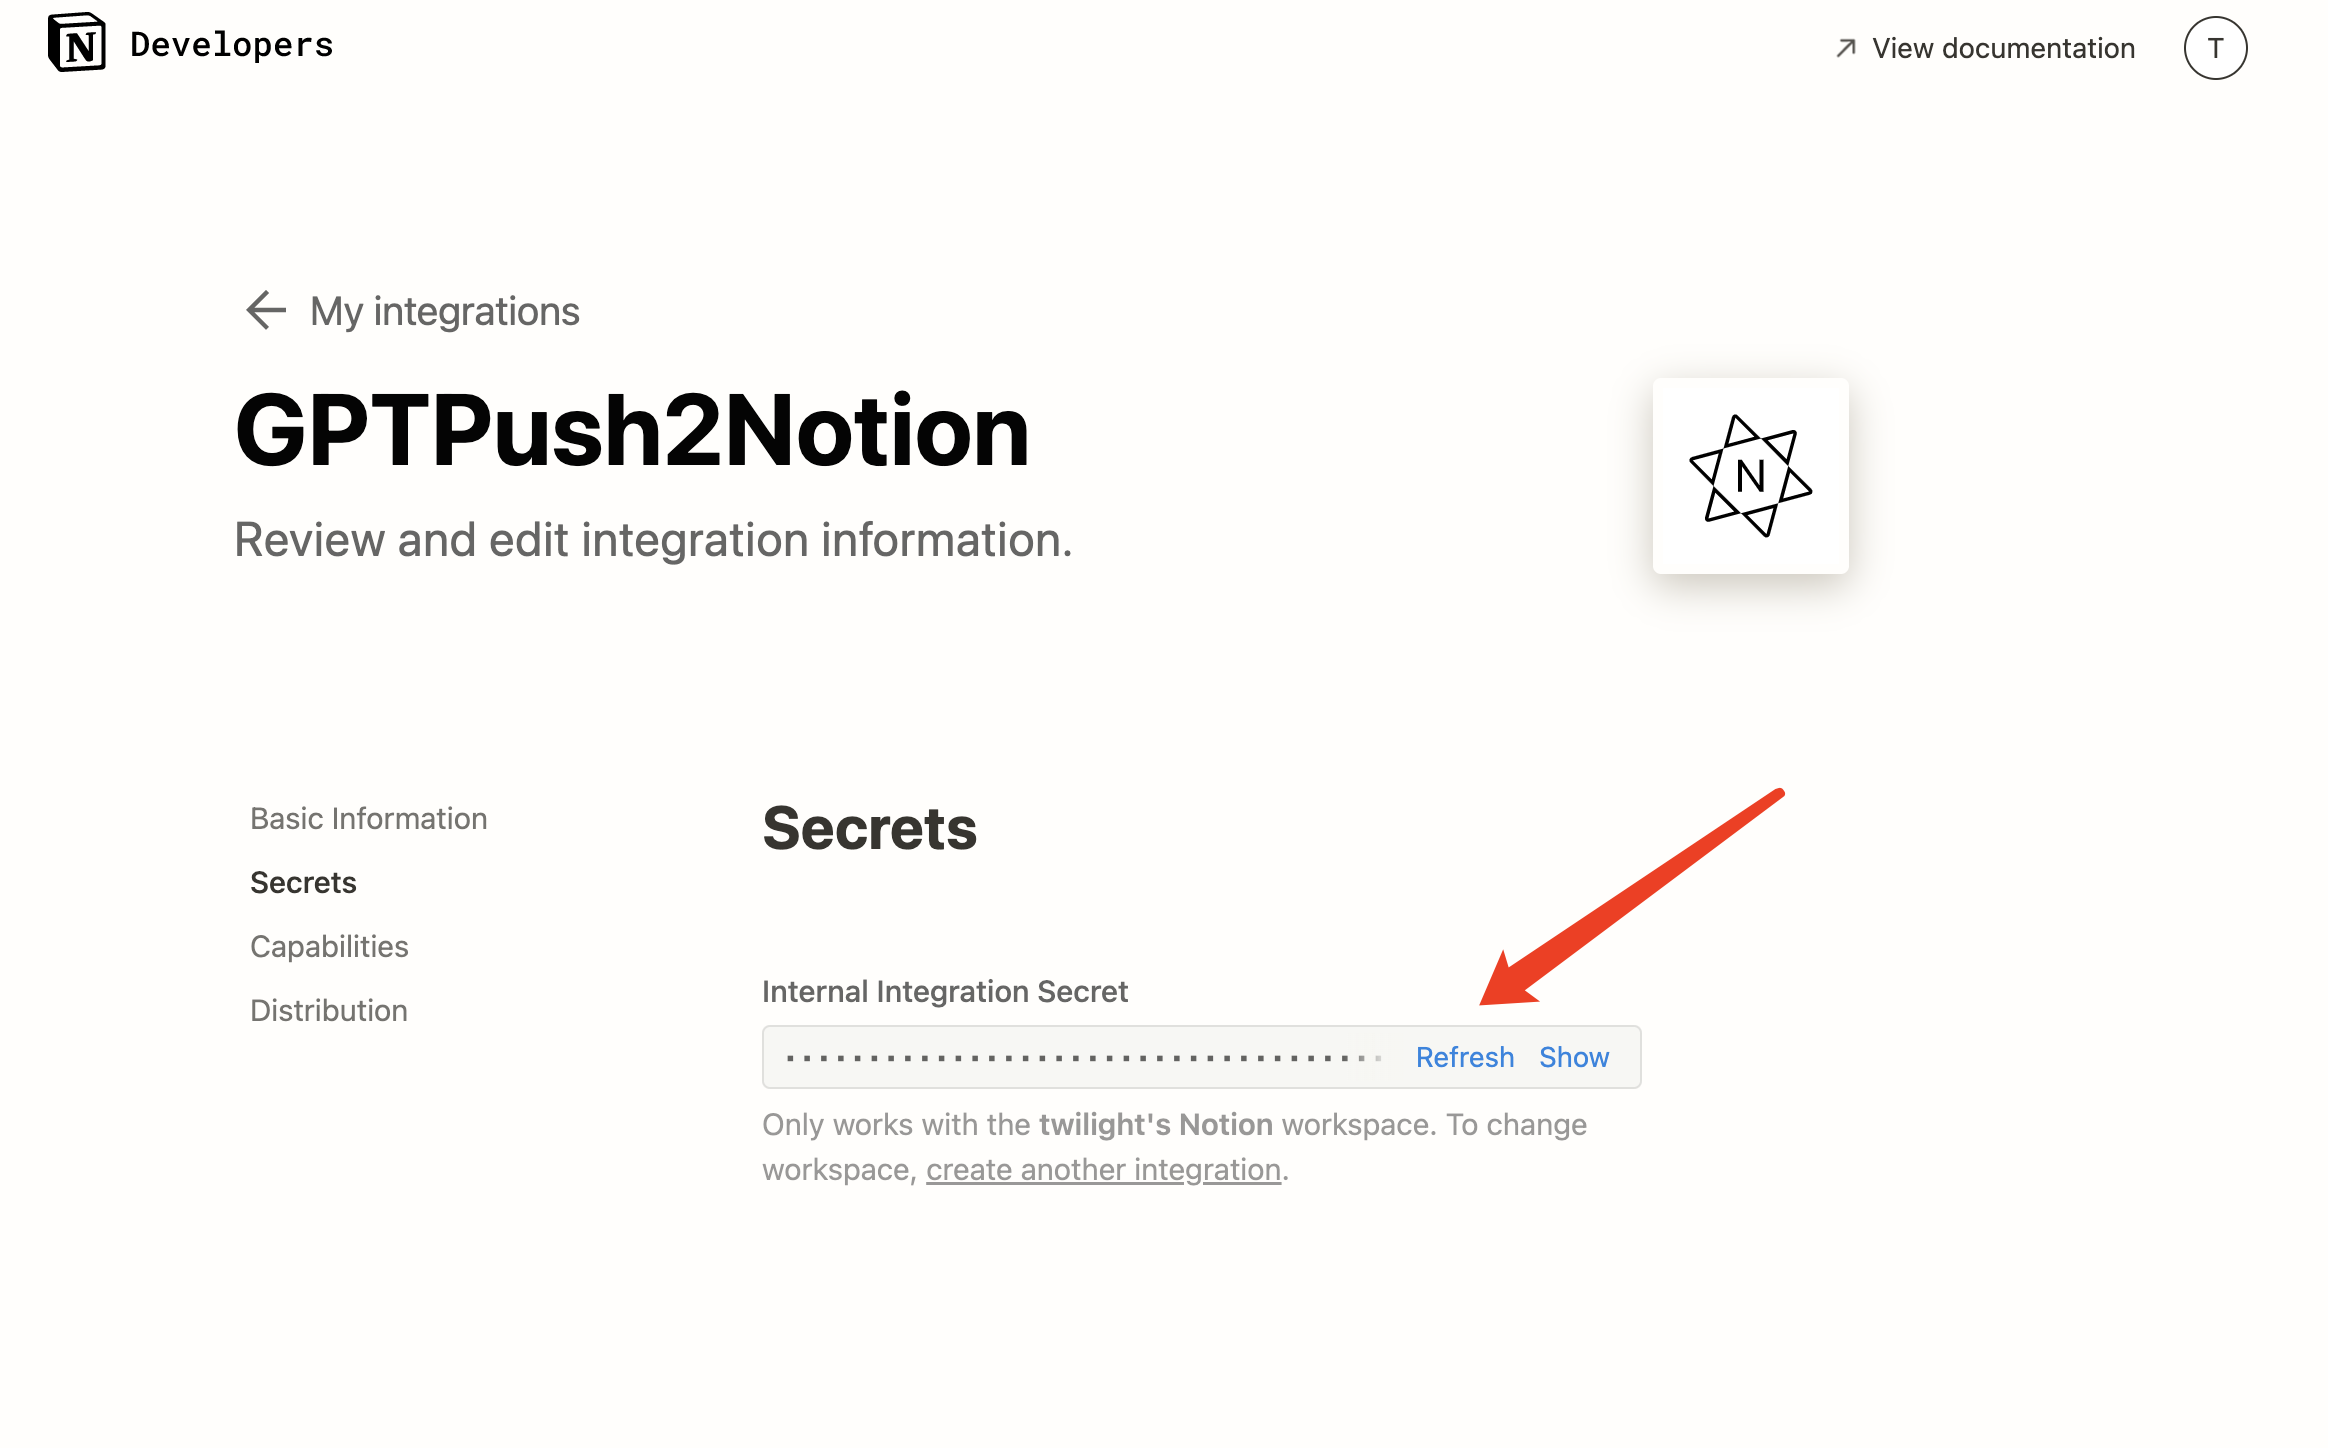 N Developers
View documentation
T
My integrations
GPTPush2Notion
Review and edit integration information.
N
Basic Information
Secrets
Capabilities
Distribution
Secrets
Internal Integration Secret
Refresh Show
Only works with the twilight's Notion workspace. To change
workspace, create another integration.